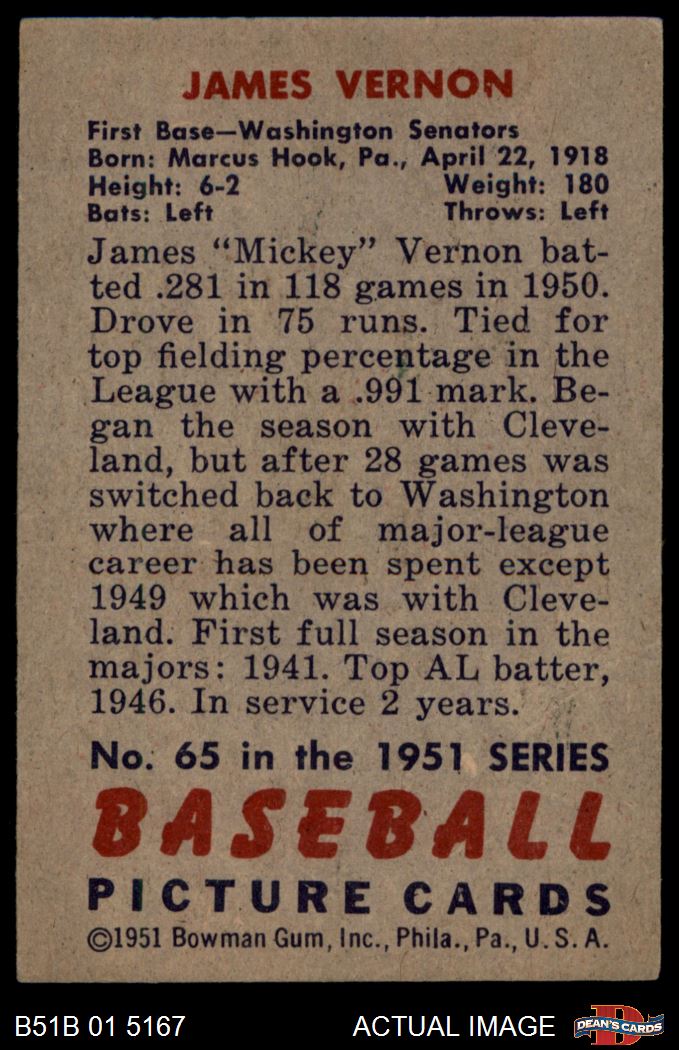 JAMES VERNON
First Base—Washington Senators
Born: Marcus Hook, Pa., April 22, 1918
Height: 6-2 Weight: 180
Bats: Left Throws: Left
James “Mickey” Vernon bat-
ted .281 in 118 games in 1950.
Drove in 75 runs. Tied for
top fielding percentage in the
League with a .991 mark. Be-
gan the season with Cleve-
land, but after 28 games was
switched back to Washington
where all of major-league
career has been spent except
1949 which was with Cleve-
land. First full season in the
majors: 1941. Top AL batter,
1946. In service 2 years.
No. 65 in the 1951 SERIES
BASEBALL
PICTURE CARDS
©1951 Bowman Gum, Inc., Phila., Pa., U.S.A.
B51B 01 5167 ACTUAL IMAGE DEAN'S CARDS